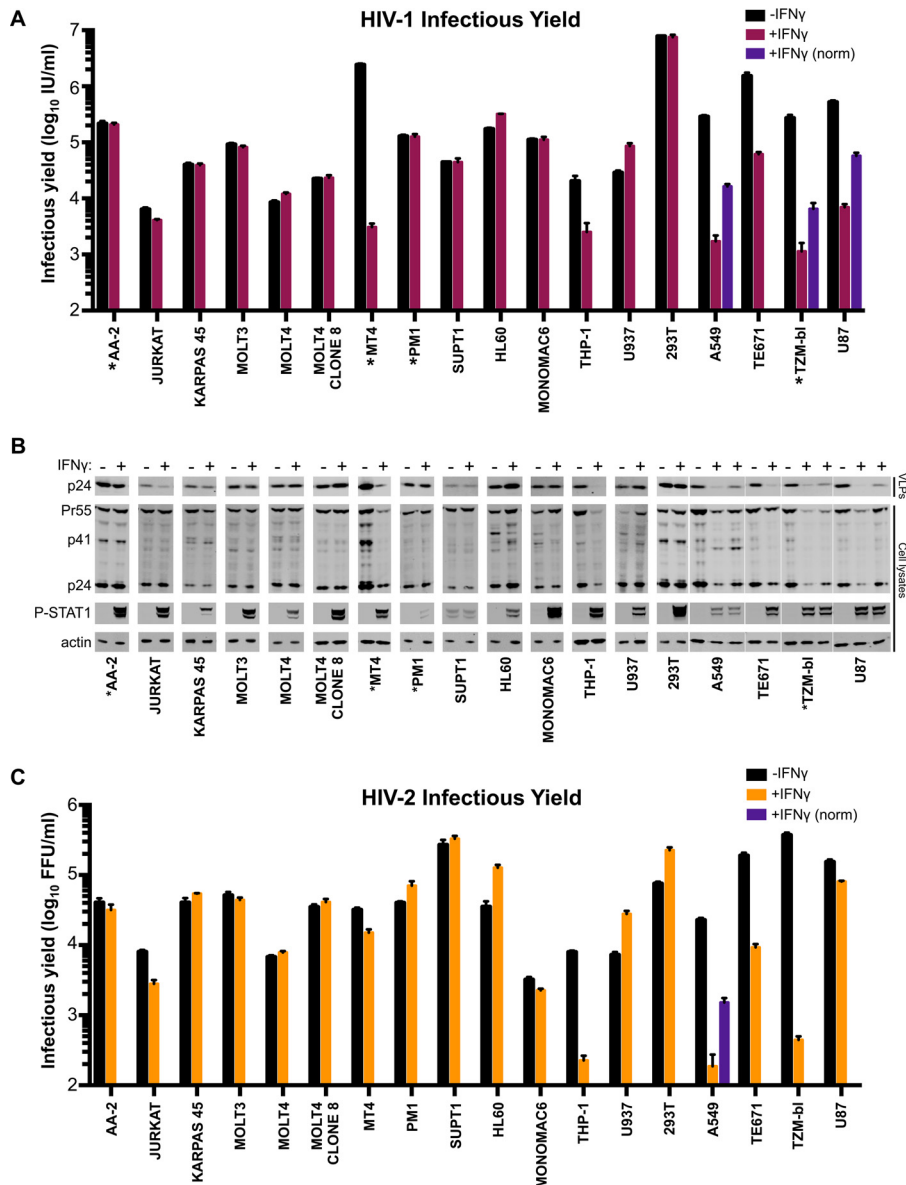 A
HIV-1 Infectious Yield
-IFNγ
+IFNγ
+IFNγ (norm)
Infectious yield (log10 IU/ml)
7
6
5
4
3
2
*AA-2
JURKAT
KARPAS 45
MOLT3
MOLT4
MOLT4 CLONE 8
*MT4
*PM1
SUPT1
HL60
MONOMAC6
THP-1
U937
293T
A549
TE671
*TZM-bl
U87
B
IFNγ: - + - + - + - + - + - + - + - + - + - + - + - + - + - + - + + - + - + + - + +
p24
VLPs
Pr55
p41
p24
Cell lysates
P-STAT1
actin
*AA-2
JURKAT
KARPAS 45
MOLT3
MOLT4
MOLT4 CLONE 8
*MT4
*PM1
SUPT1
HL60
MONOMAC6
THP-1
U937
293T
A549
TE671
*TZM-bl
U87
C
HIV-2 Infectious Yield
-IFNγ
+IFNγ
+IFNγ (norm)
Infectious yield (log10 FFU/ml)
6
5
4
3
2
AA-2
JURKAT
KARPAS 45
MOLT3
MOLT4
MOLT4 CLONE 8
MT4
PM1
SUPT1
HL60
MONOMAC6
THP-1
U937
293T
A549
TE671
TZM-bl
U87